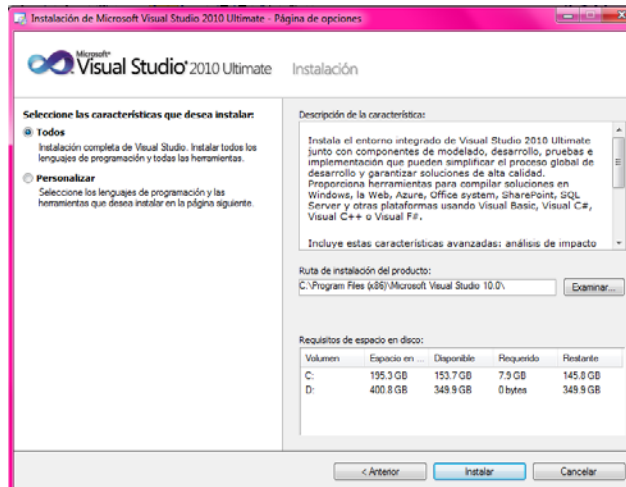 Instalación de Microsoft Visual Studio 2010 Ultimate - Página de opciones
Microsoft®
Visual Studio® 2010 Ultimate
Instalación
Seleccione las características que desea instalar:
Todos
Instalación completa de Visual Studio. Instalar todos los
lenguajes de programación y todas las herramientas.
Personalizar
Seleccione los lenguajes de programación y las
herramientas que desea instalar en la página siguiente.
Descripción de la característica:
Instala el entorno integrado de Visual Studio 2010
Ultimate junto con componentes de modelado, desarrollo, pruebas e
implementación que pueden simplificar el proceso global de
desarrollo y garantizar soluciones de alta calidad.
Proporciona herramientas para compilar soluciones en
Windows, la Web, Azure, Office system, SharePoint, SQL
Server y otras plataformas usando Visual Basic, Visual C#,
Visual C++ o Visual F#.
Incluye estas características avanzadas: análisis de impacto
Ruta de instalación del producto:
C:\Program Files (x86)\Microsoft Visual Studio 10.0\
Examinar...
Requisitos de espacio en disco:
Volumen Espacio en ... Disponible Requerido Restante
C: 195.3 GB 153.7 GB 7.9 GB 145.8 GB
D: 400.8 GB 349.9 GB 0 bytes 349.9 GB
< Anterior Instalar Cancelar